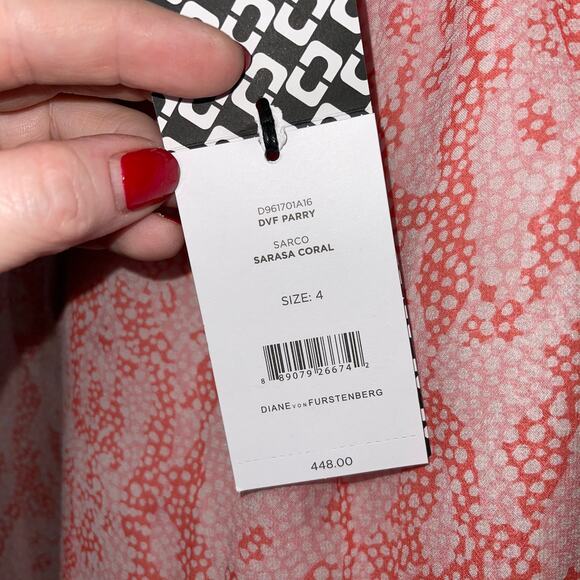 D961701A16
DVF PARRY
SARCO
SARASA CORAL
SIZE: 4
8 89079 26674 2
DIANE VON FURSTENBERG
448.00